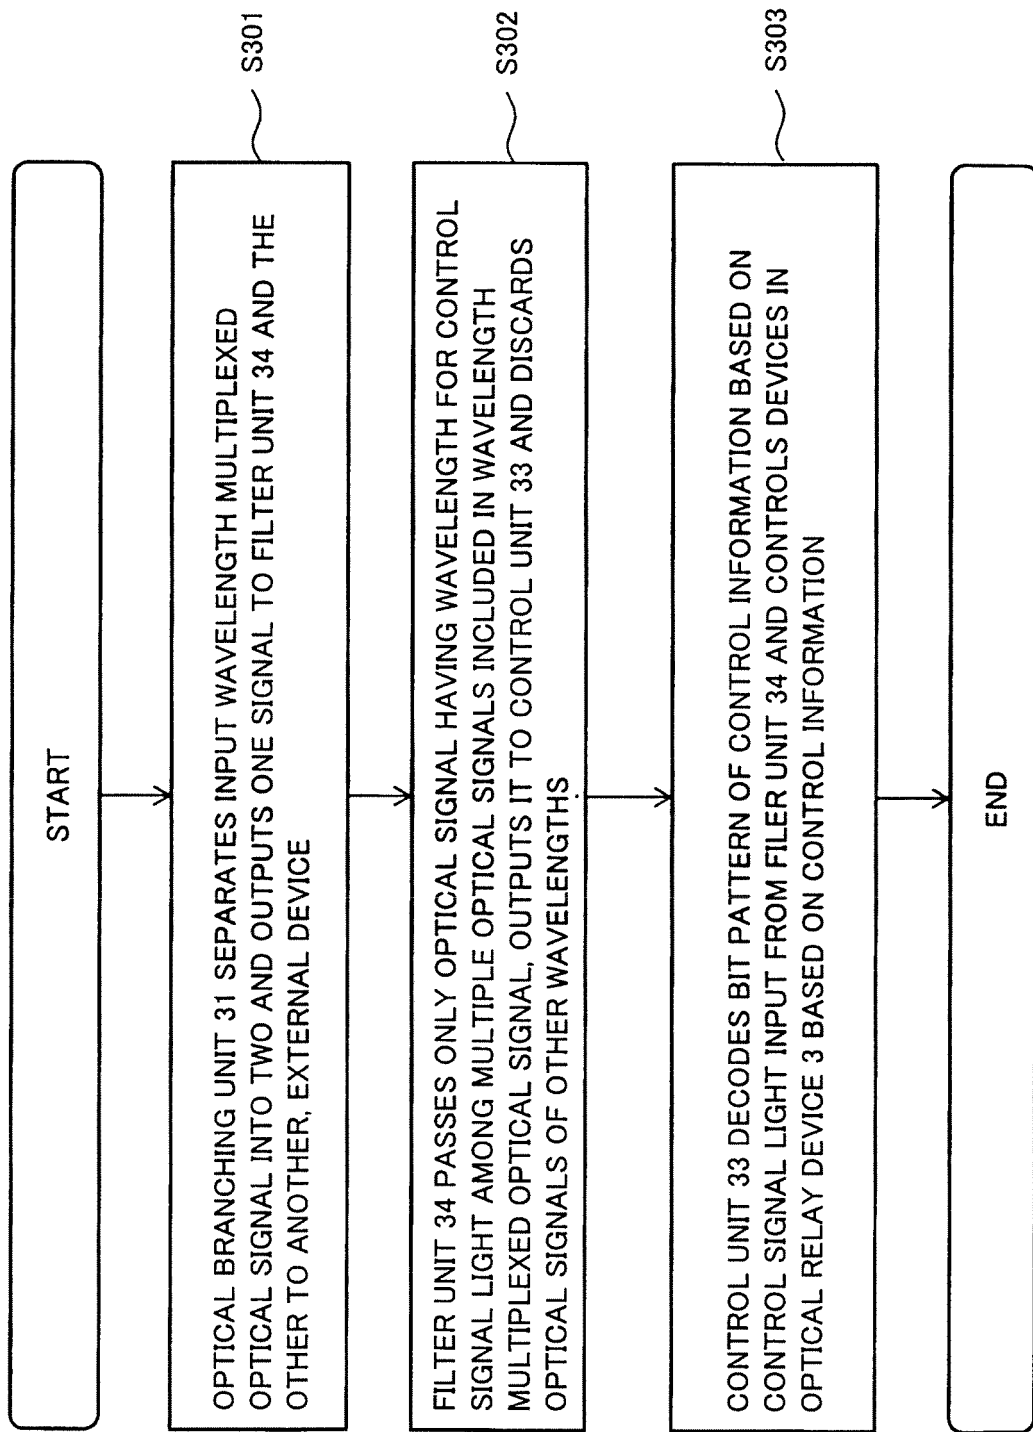 START
OPTICAL BRANCHING UNIT 31 SEPARATES INPUT WAVELENGTH MULTIPLEXED
OPTICAL SIGNAL INTO TWO AND OUTPUTS ONE SIGNAL TO FILTER UNIT 34 AND THE
OTHER TO ANOTHER, EXTERNAL DEVICE
S301
FILTER UNIT 34 PASSES ONLY OPTICAL SIGNAL HAVING WAVELENGTH FOR CONTROL
SIGNAL LIGHT AMONG MULTIPLE OPTICAL SIGNALS INCLUDED IN WAVELENGTH
MULTIPLEXED OPTICAL SIGNAL, OUTPUTS IT TO CONTROL UNIT 33 AND DISCARDS
OPTICAL SIGNALS OF OTHER WAVELENGTHS
S302
CONTROL UNIT 33 DECODES BIT PATTERN OF CONTROL INFORMATION BASED ON
CONTROL SIGNAL LIGHT INPUT FROM FILER UNIT 34 AND CONTROLS DEVICES IN
OPTICAL RELAY DEVICE 3 BASED ON CONTROL INFORMATION
S303
END